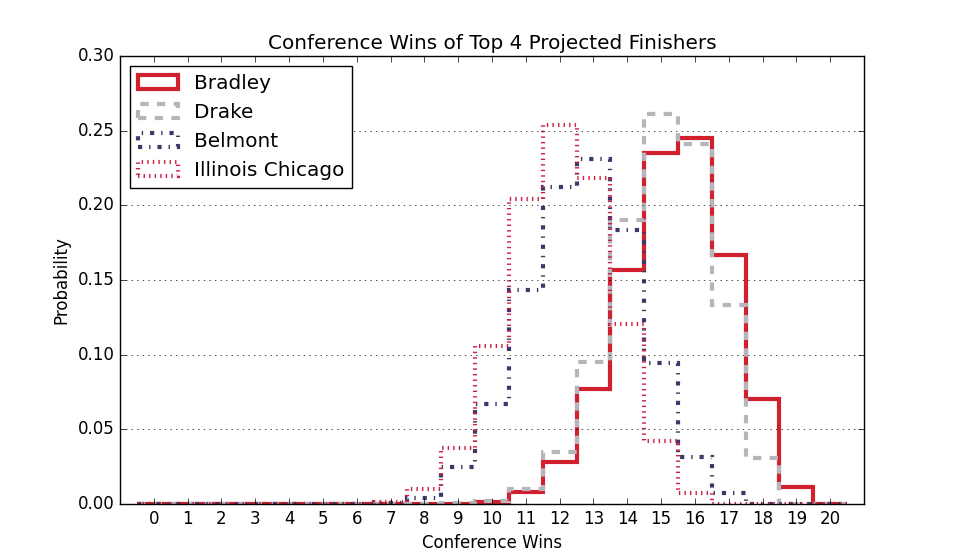 Conference Wins of Top 4 Projected Finishers
0.30
Bradley
Drake
Belmont
Illinois Chicago
0.25
0.20
0.15
0.10
0.05
0.00
Probability
0 1 2 3 4 5 6 7 8 9 10 11 12 13 14 15 16 17 18 19 20
Conference Wins